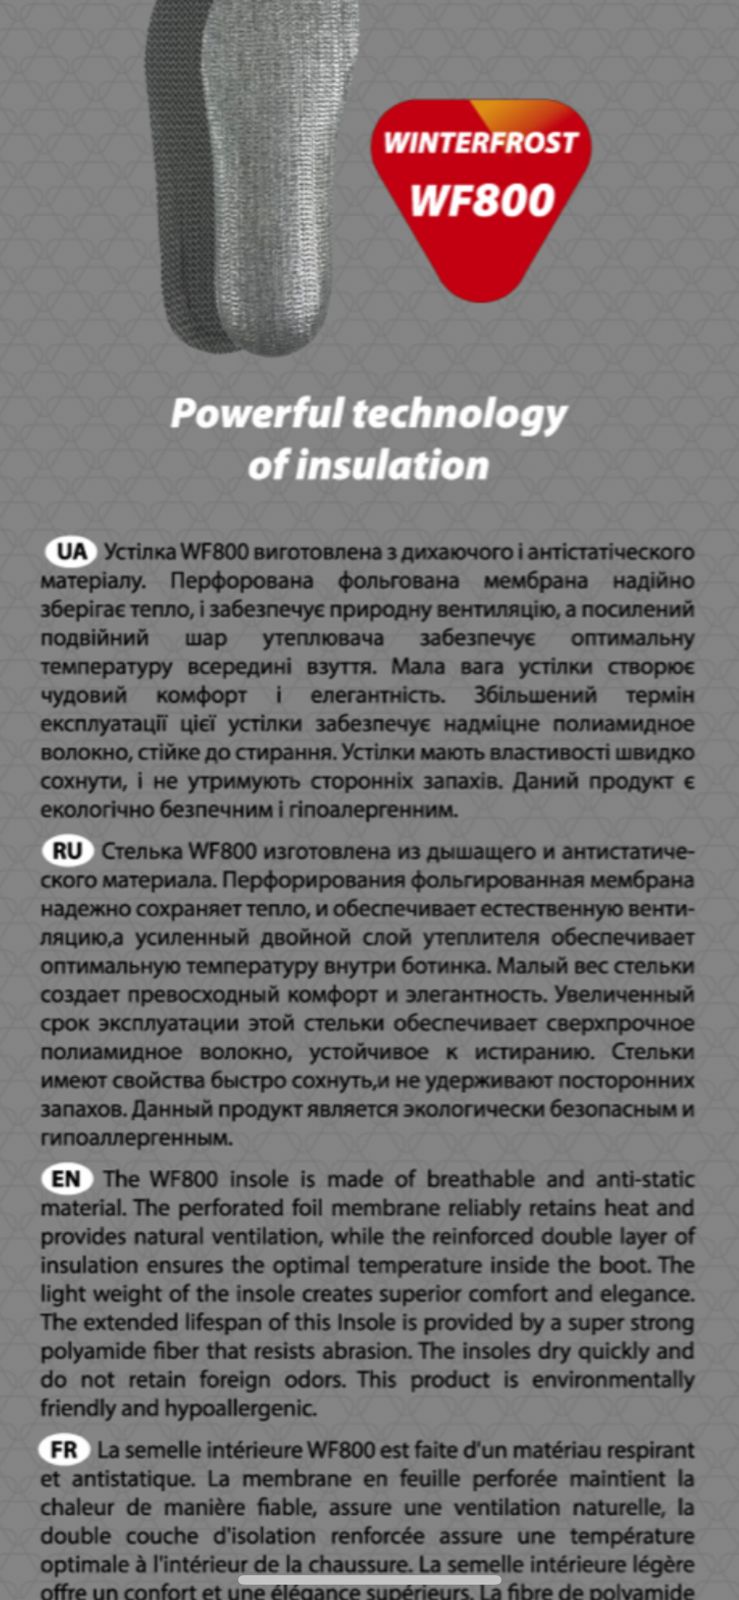 WINTERFROST
WF800
Powerful technology
of insulation
UA Устілка WF800 виготовлена з дихаючого і антістатіческого
матеріалу. Перфорована фольгована мембрана надійно
зберігає тепло, і забезпечує природну вентиляцію, а посилений
подвійний шар утеплювача забезпечує оптимальну
температуру всередині взуття. Мала вага устілки створює
чудовий комфорт і елегантність. Збільшений термін
експлуатації цієї устілки забезпечує надміцне полиамидное
волокно, стійке до стирання. Устілки мають властивості швидко
сохнути, і не утримують сторонніх запахів. Даний продукт є
екологічно безпечним і гіпоалергенним.
RU Стелька WF800 изготовлена из дышащего и антистатиче-
ского материала. Перфорирования фольгированная мембрана
надежно сохраняет тепло, и обеспечивает естественную венти-
ляцию,а усиленный двойной слой утеплителя обеспечивает
оптимальную температуру внутри ботинка. Малый вес стельки
создает превосходный комфорт и элегантность. Увеличенный
срок эксплуатации этой стельки обеспечивает сверхпрочное
полиамидное волокно, устойчивое к истиранию. Стельки
имеют свойства быстро сохнуть,и не удерживают посторонних
запахов. Данный продукт является экологически безопасным и
гипоаллергенным.
EN The WF800 insole is made of breathable and anti-static
material. The perforated foil membrane reliably retains heat and
provides natural ventilation, while the reinforced double layer of
insulation ensures the optimal temperature inside the boot. The
light weight of the insole creates superior comfort and elegance.
The extended lifespan of this Insole is provided by a super strong
polyamide fiber that resists abrasion. The insoles dry quickly and
do not retain foreign odors. This product is environmentally
friendly and hypoallergenic.
FR La semelle intérieure WF800 est faite d'un matériau respirant
et antistatique. La membrane en feuille perforée maintient la
chaleur de manière fiable, assure une ventilation naturelle, la
double couche d'isolation renforcée assure une température
optimale à l'intérieur de la chaussure. La semelle intérieure légère
offre un confort et une élégance supérieurs. La fibre de polyamide